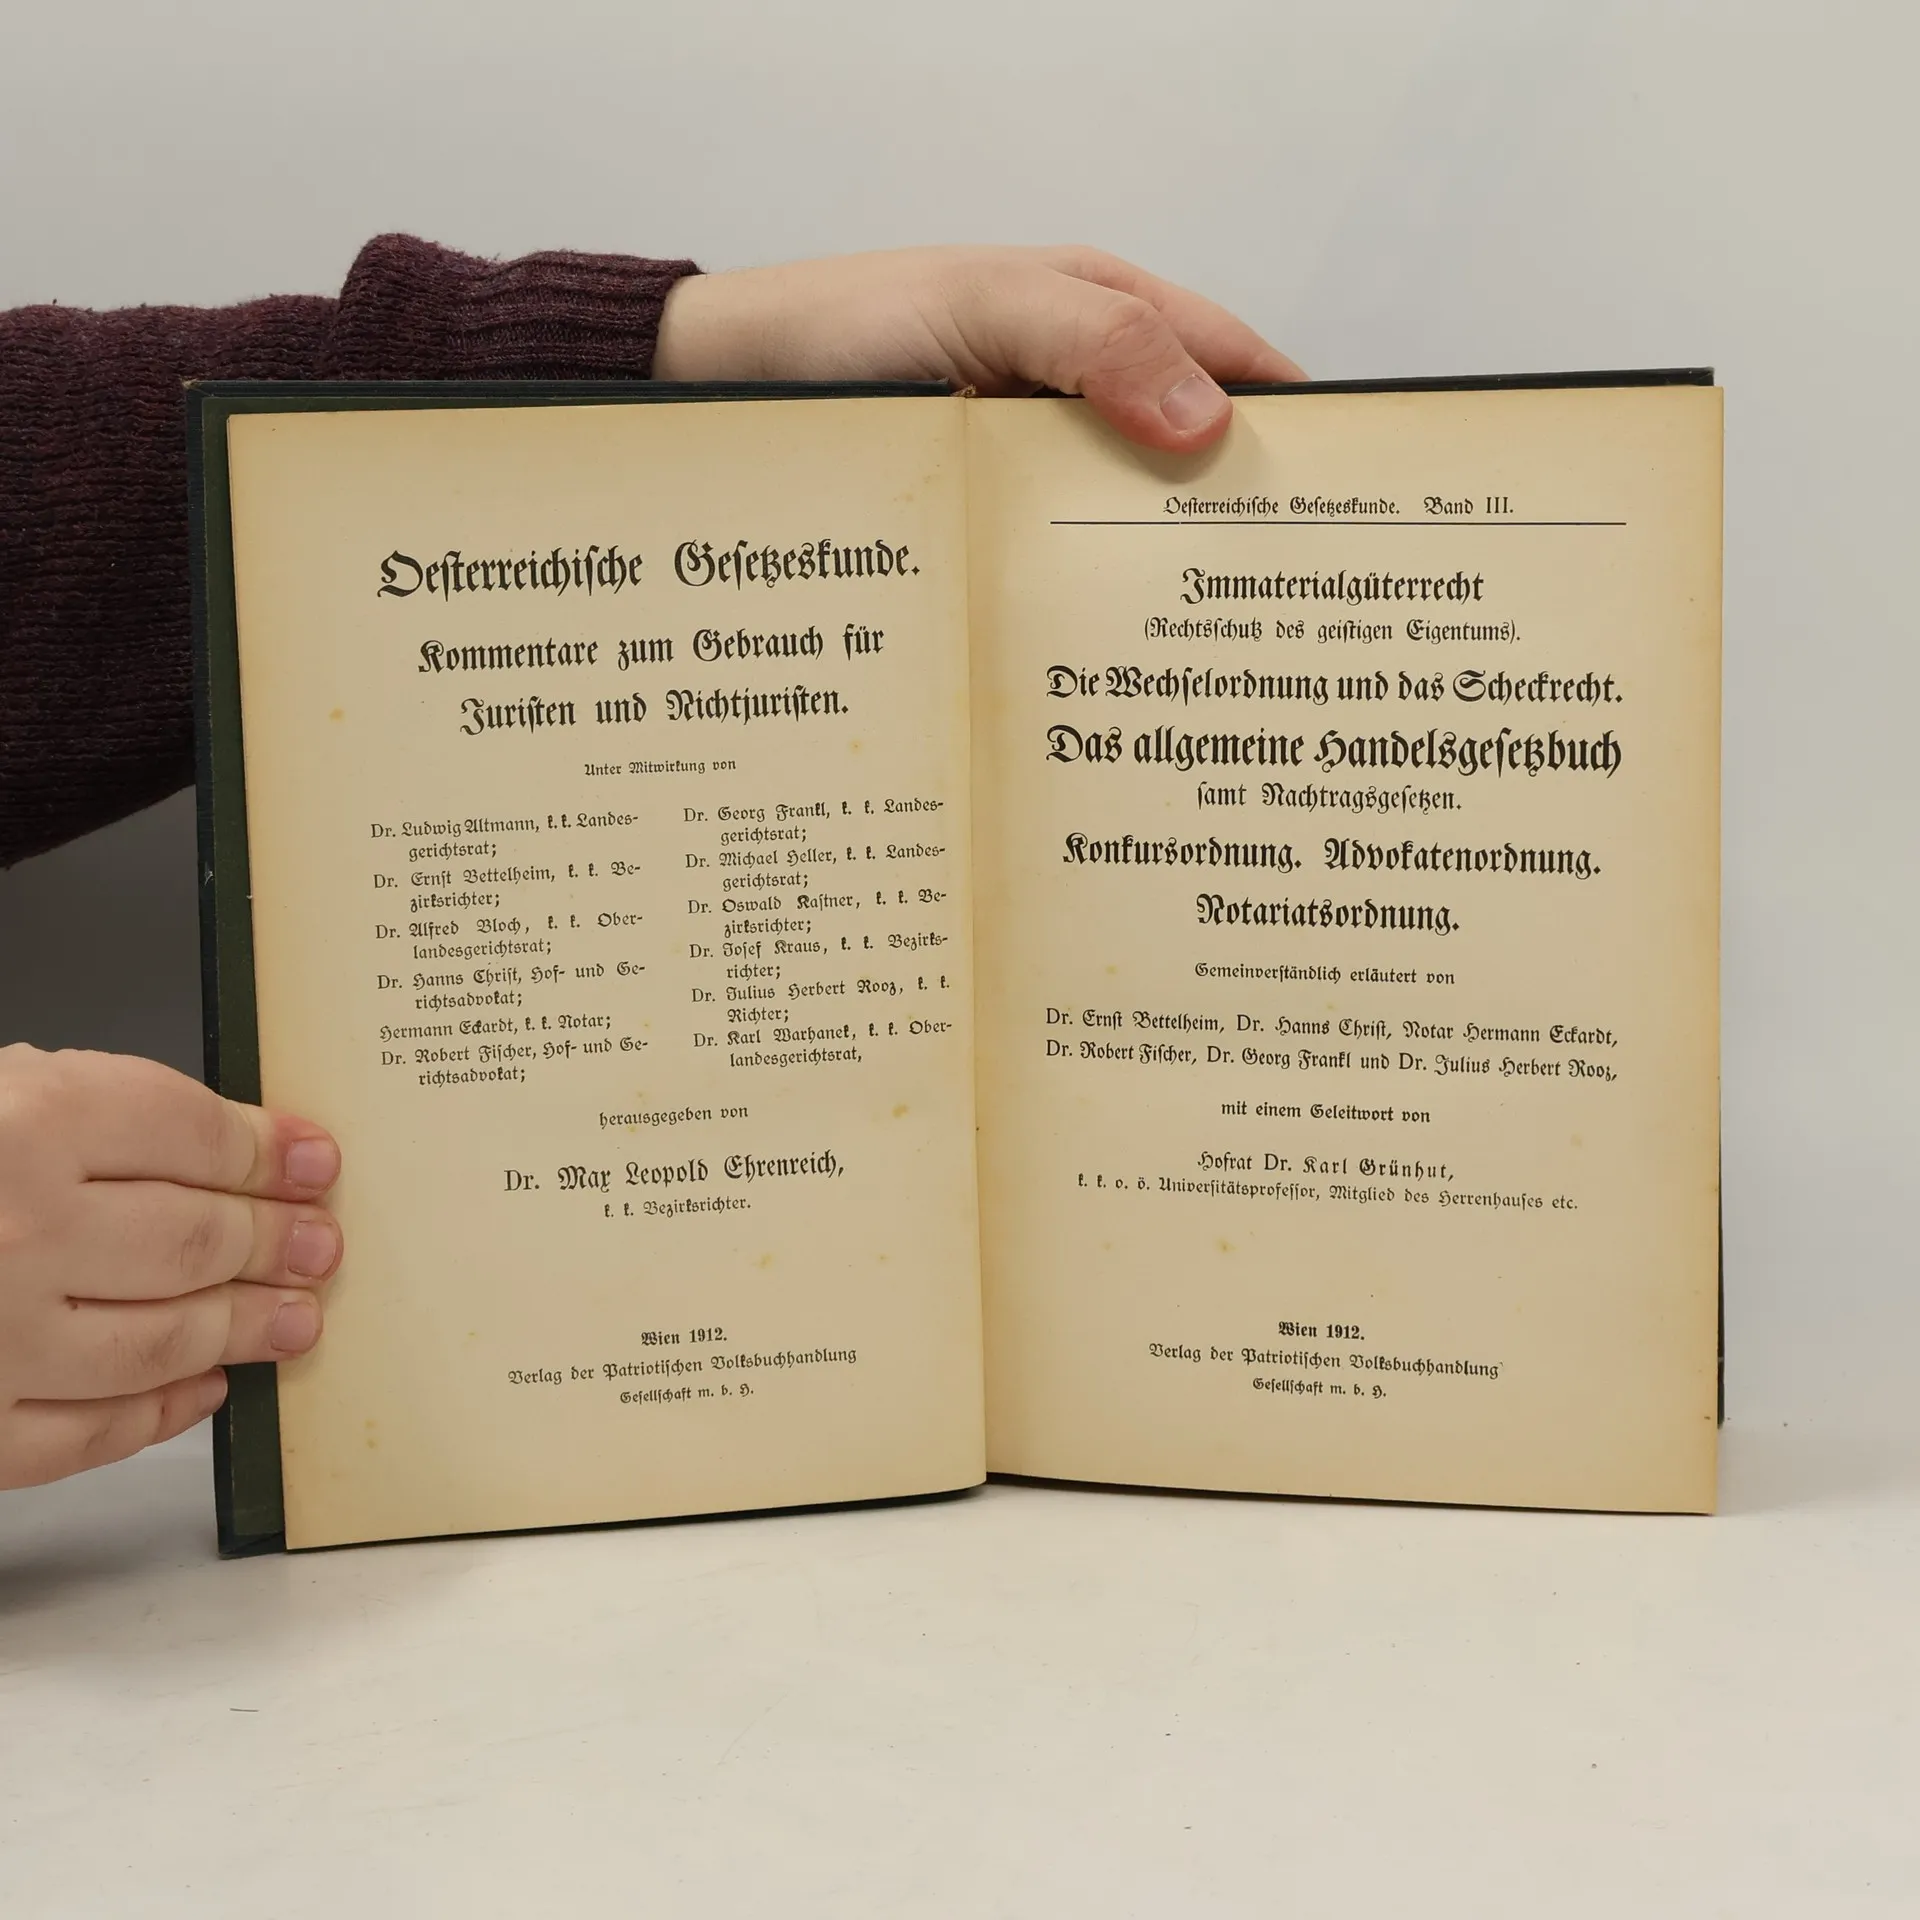 Oesterreichische Gesetzeskunde.
Kommentare zum Gebrauch für
Juristen und Nichtjuristen.
Unter Mitwirkung von
Dr. Ludwig Altmann, k. k. Landes-
gerichtsrat;
Dr. Ernst Bettelheim, k. k. Be-
zirksrichter;
Dr. Alfred Bloch, k. k. Ober-
landesgerichtsrat;
Dr. Hanns Christ, Hof- und Ge-
richtsadvokat;
Hermann Eckardt, k. k. Notar;
Dr. Robert Fischer, Hof- und Ge-
richtsadvokat;
Dr. Georg Frankl, k. k. Landes-
gerichtsrat;
Dr. Michael Heller, k. k. Landes-
gerichtsrat;
Dr. Oswald Kastner, k. k. Be-
zirksrichter;
Dr. Josef Kraus, k. k. Bezirks-
richter;
Dr. Julius Herbert Rooz, k. k.
Richter;
Dr. Karl Warhanek, k. k. Ober-
landesgerichtsrat,
herausgegeben von
Dr. Max Leopold Ehrenreich,
k. k. Bezirksrichter.
Wien 1912.
Verlag der Patriotischen Volksbuchhandlung
Gesellschaft m. b. H.
Oesterreichische Gesetzeskunde. Band III.
Immaterialgüterrecht
(Rechtsschutz des geistigen Eigentums).
Die Wechselordnung und das Scheckrecht.
Das allgemeine Handelsgesetzbuch
samt Nachtragsgesetzen.
Konkursordnung. Advokatenordnung.
Notariatsordnung.
Gemeinverständlich erläutert von
Dr. Ernst Bettelheim, Dr. Hanns Christ, Notar Hermann Eckardt,
Dr. Robert Fischer, Dr. Georg Frankl und Dr. Julius Herbert Rooz,
mit einem Geleitwort von
Hofrat Dr. Karl Grünhut,
k. k. o. ö. Universitätsprofessor, Mitglied des Herrenhauses etc.
Wien 1912.
Verlag der Patriotischen Volksbuchhandlung
Gesellschaft m. b. H.